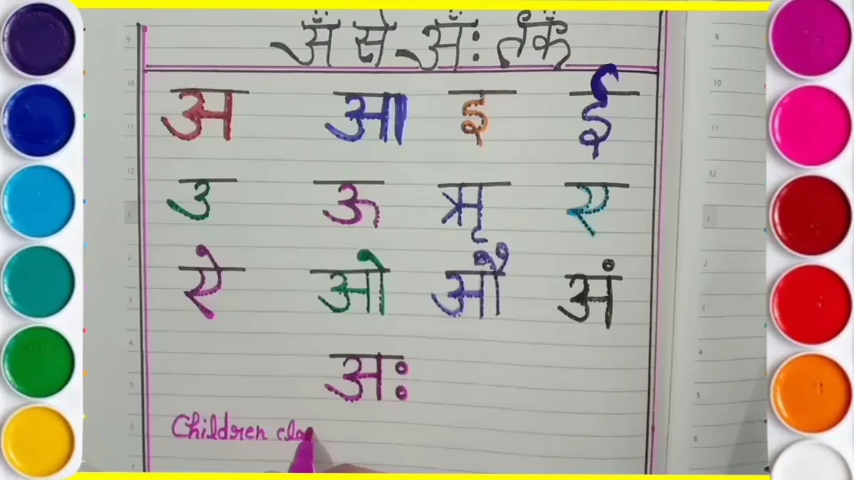 अ से अः तक
अ आ इ ई
उ ऊ ऋ ए
ऐ ओ औ अं
अः
Children